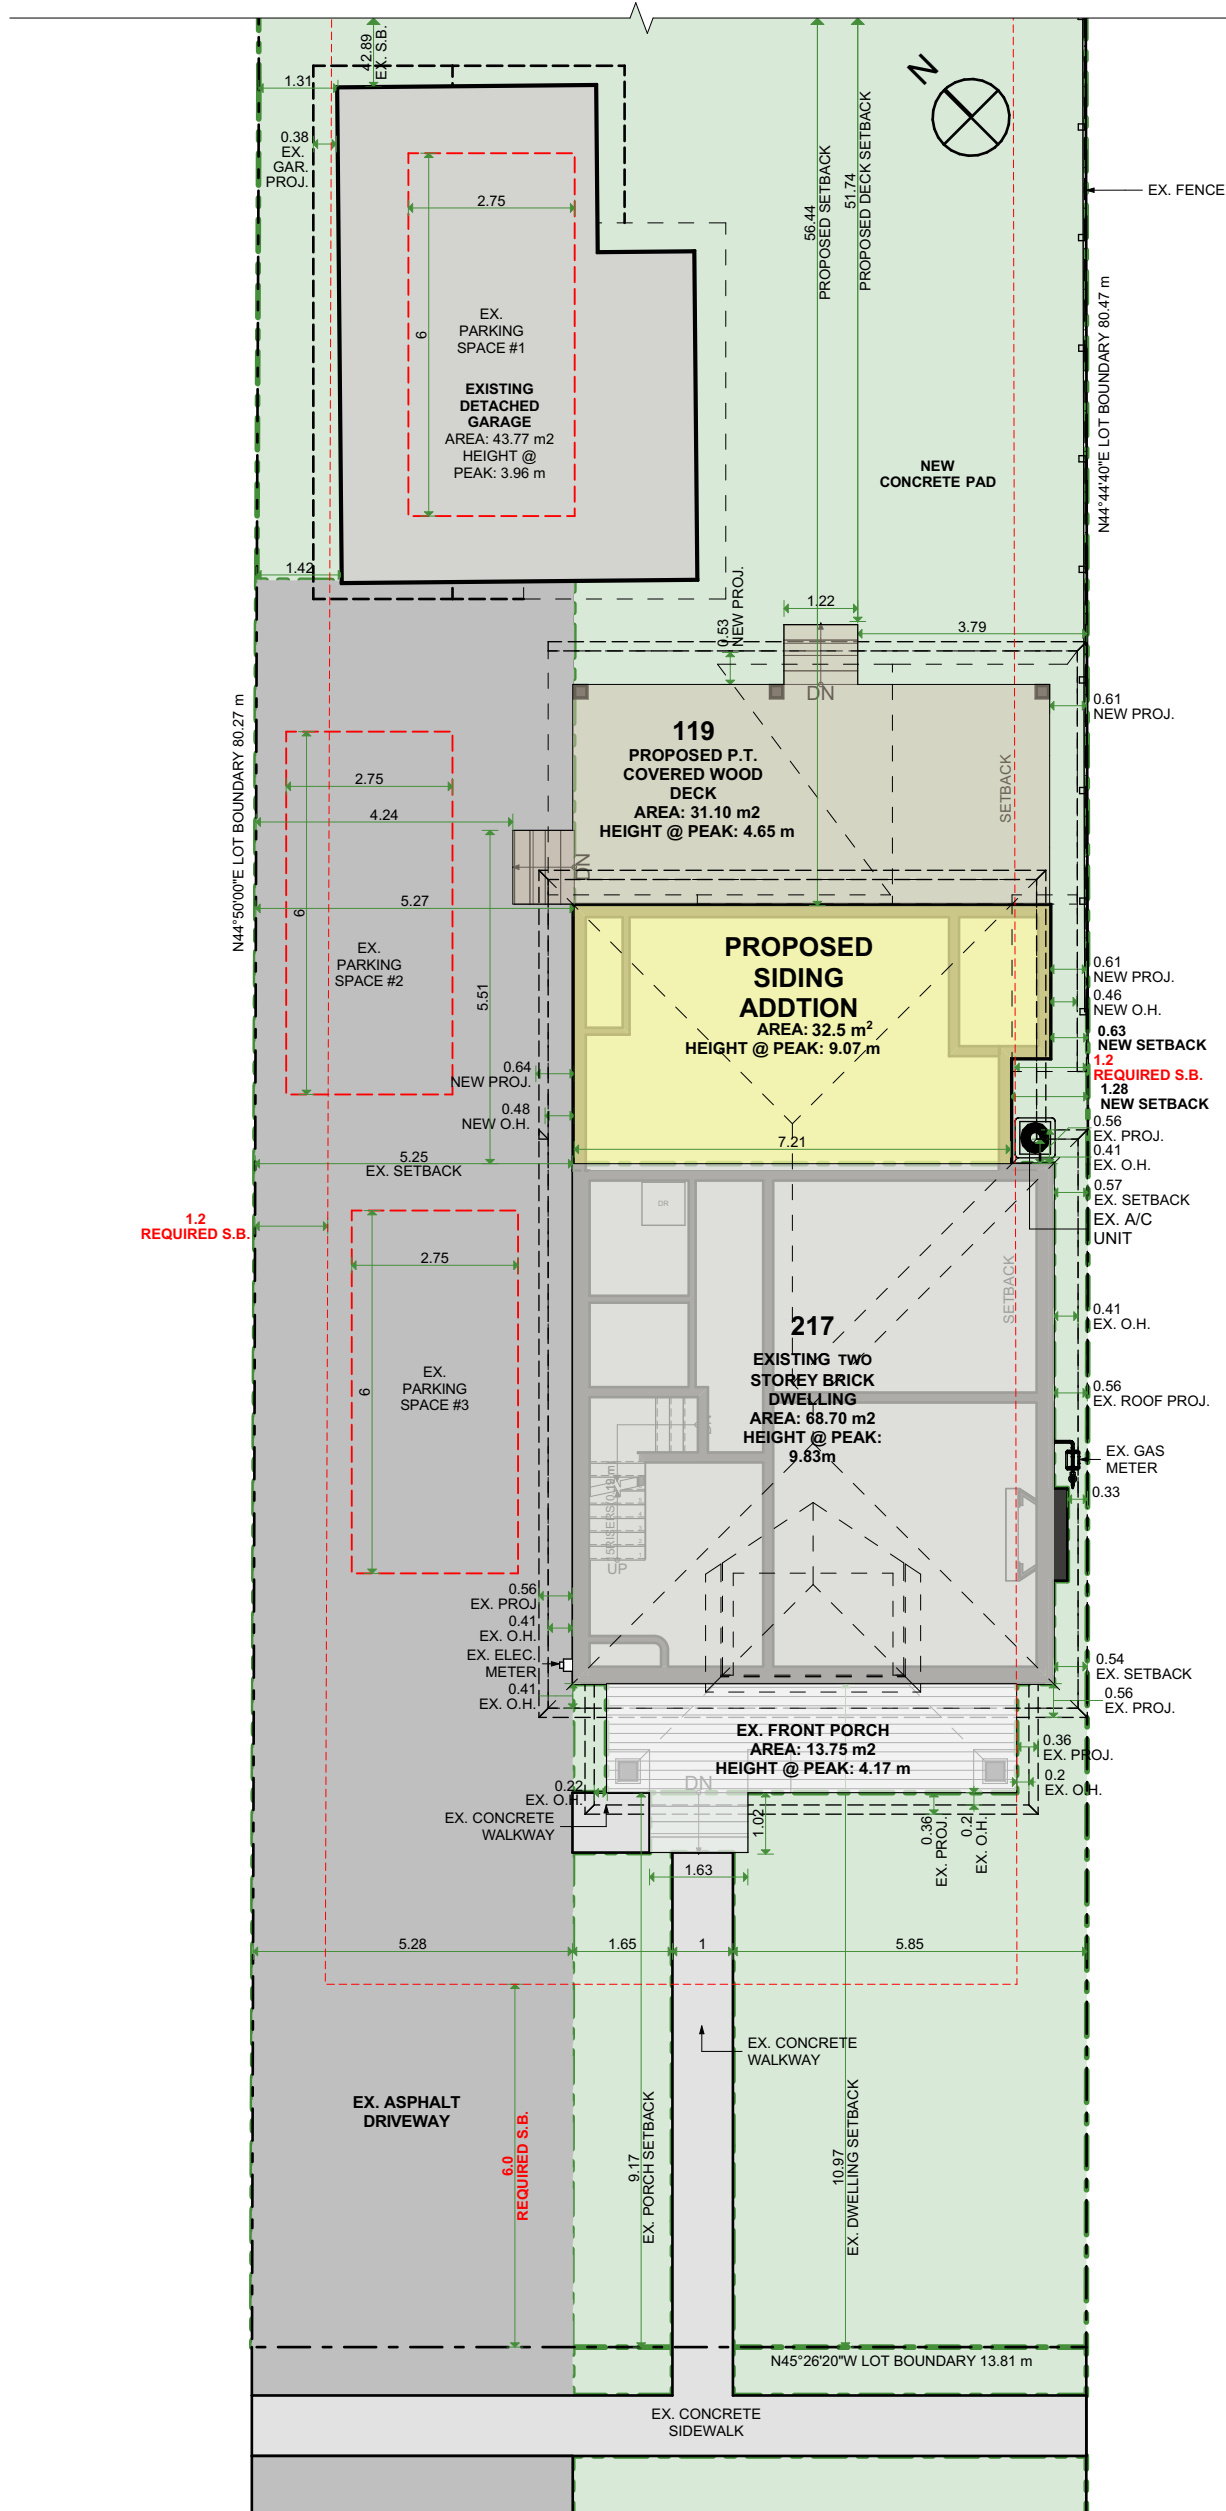 42.89
EX. S.B.
1.31
N
0.38
EX.
GAR.
PROJ.
56.44
PROPOSED SETBACK
51.74
PROPOSED DECK SETBACK
EX. FENCE
2.75
6
EX.
PARKING
SPACE #1
EXISTING
DETACHED
GARAGE
AREA: 43.77 m2
HEIGHT @
PEAK: 3.96 m
NEW
CONCRETE PAD
N44°44'40"E LOT BOUNDARY 80.47 m
1.42
1.22
3.79
0.53
NEW PROJ.
DN
0.61
NEW PROJ.
N44°50'00"E LOT BOUNDARY 80.27 m
119
PROPOSED P.T.
COVERED WOOD
DECK
AREA: 31.10 m2
HEIGHT @ PEAK: 4.65 m
SETBACK
2.75
4.24
6
DN
5.27
EX.
PARKING
SPACE #2
5.51
PROPOSED
SIDING
ADDTION
AREA: 32.5 m²
HEIGHT @ PEAK: 9.07 m
0.61
NEW PROJ.
0.46
NEW O.H.
0.63
NEW SETBACK
1.2
REQUIRED S.B.
1.28
NEW SETBACK
0.64
NEW PROJ.
0.48
NEW O.H.
0.56
EX. PROJ.
0.41
EX. O.H.
7.21
5.25
EX. SETBACK
0.57
EX. SETBACK
EX. A/C
UNIT
1.2
REQUIRED S.B.
DR
2.75
6
EX.
PARKING
SPACE #3
SETBACK
217
EXISTING TWO
STOREY BRICK
DWELLING
AREA: 68.70 m2
HEIGHT @ PEAK:
9.83m
0.41
EX. O.H.
0.56
EX. ROOF PROJ.
DN
EX. GAS
METER
0.33
15RISERS/0.19 m
UP
0.56
EX. PROJ
0.41
EX. O.H.
EX. ELEC.
METER
0.41
EX. O.H.
0.54
EX. SETBACK
0.56
EX. PROJ.
EX. FRONT PORCH
AREA: 13.75 m2
HEIGHT @ PEAK: 4.17 m
0.36
EX. PROJ.
0.2
EX. O.H.
DN
0.22
EX. O.H.
EX. CONCRETE
WALKWAY
1.02
0.36
EX. PROJ.
0.2
EX. O.H.
1.63
5.28
1.65
1
5.85
EX. CONCRETE
WALKWAY
EX. ASPHALT
DRIVEWAY
6.0
REQUIRED S.B.
9.17
EX. PORCH SETBACK
10.97
EX. DWELLING SETBACK
N45°26'20"W LOT BOUNDARY 13.81 m
EX. CONCRETE
SIDEWALK